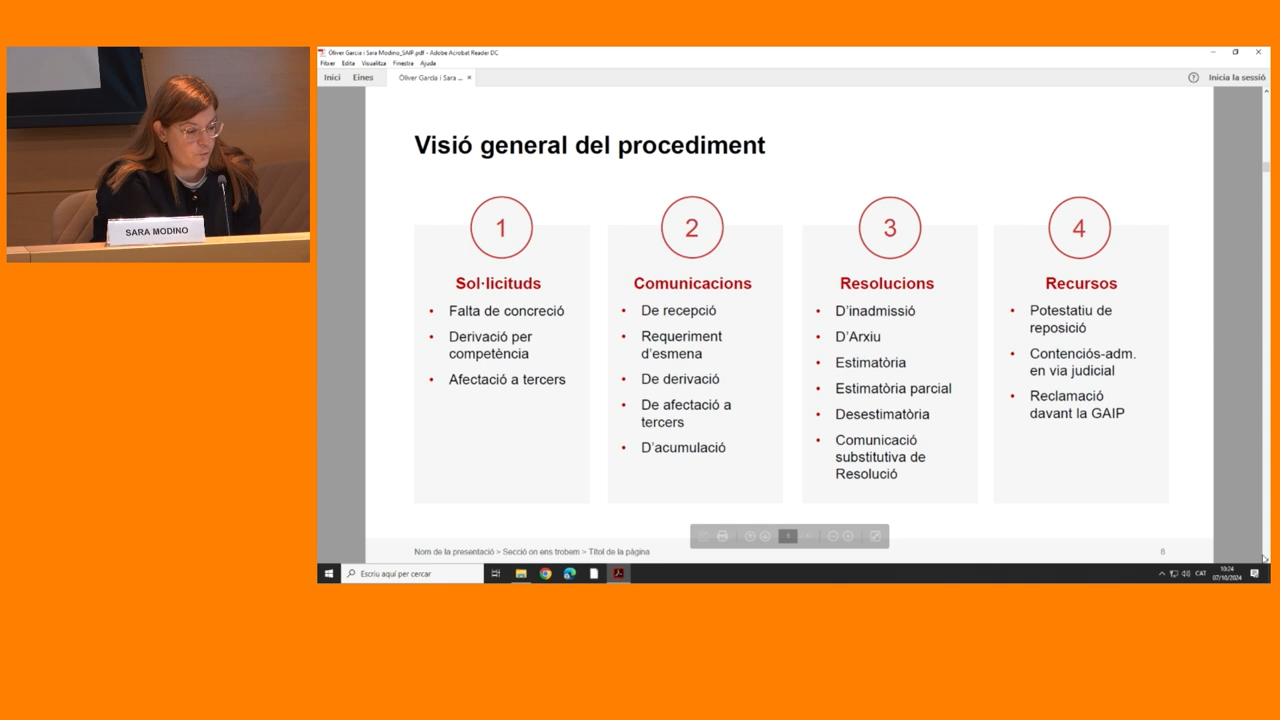 SARA MODINO
Òliver Garcia i Sara Modino_SAIP.pdf - Adobe Acrobat Reader DC
Fitxer Edita Visualitza Finestra Ajuda
Inici Eines Òliver Garcia i Sara ... × Inicia la sessió
Visió general del procediment
1
Sol·licituds
• Falta de concreció
• Derivació per
competència
• Afectació a tercers
2
Comunicacions
• De recepció
• Requeriment
d'esmena
• De derivació
• De afectació a
tercers
• D'acumulació
3
Resolucions
• D'inadmissió
• D'Arxiu
• Estimatòria
• Estimatòria parcial
• Desestimatòria
• Comunicació
substitutiva de
Resolució
4
Recursos
• Potestatiu de
reposició
• Contenciós-adm.
en via judicial
• Reclamació
davant la GAIP
Nom de la presentació > Secció on ens trobem > Títol de la pàgina
8
Escriu aquí per cercar
CAT
10:24
07/10/2024